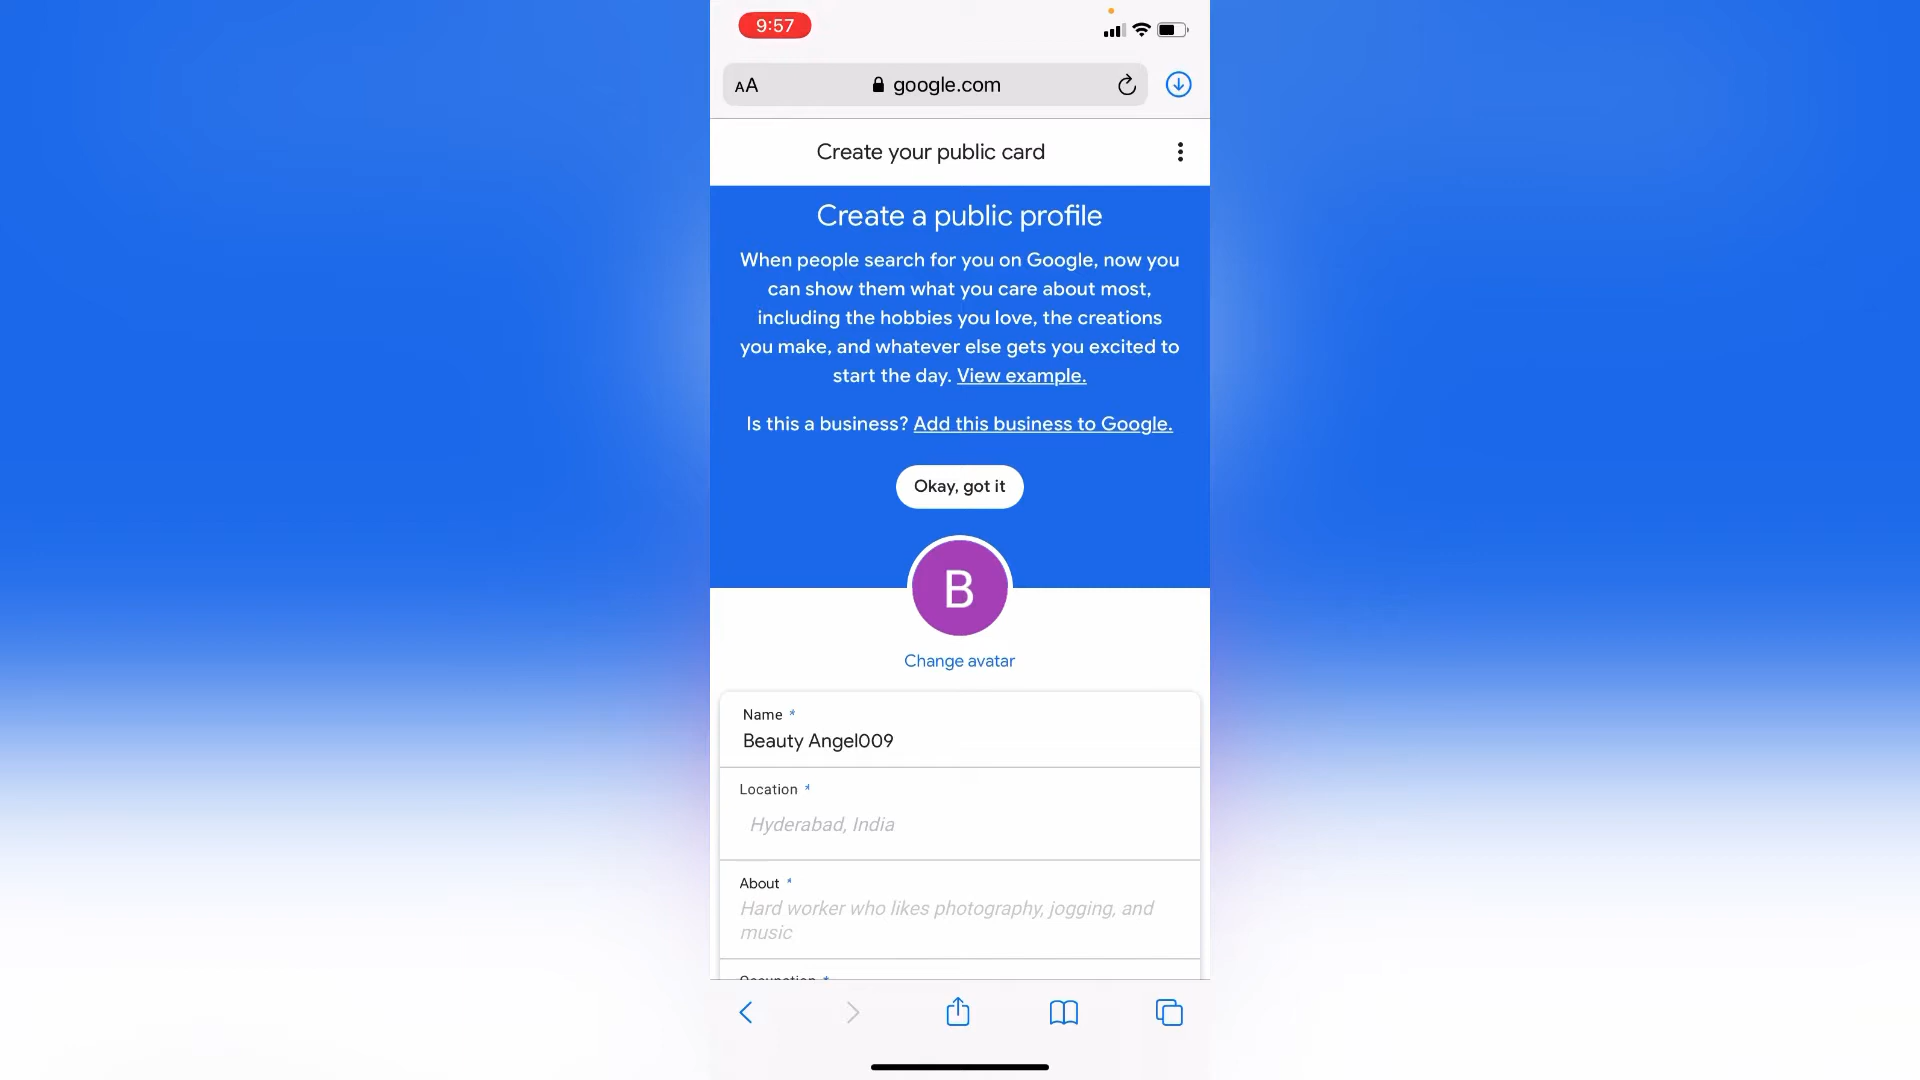 9:57
AA google.com
Create your public card
Create a public profile
When people search for you on Google, now you
can show them what you care about most,
including the hobbies you love, the creations
you make, and whatever else gets you excited to
start the day. View example.
Is this a business? Add this business to Google.
Okay, got it
B
Change avatar
Name *
Beauty Angel009
Location *
Hyderabad, India
About *
Hard worker who likes photography, jogging, and
music
Occupation *